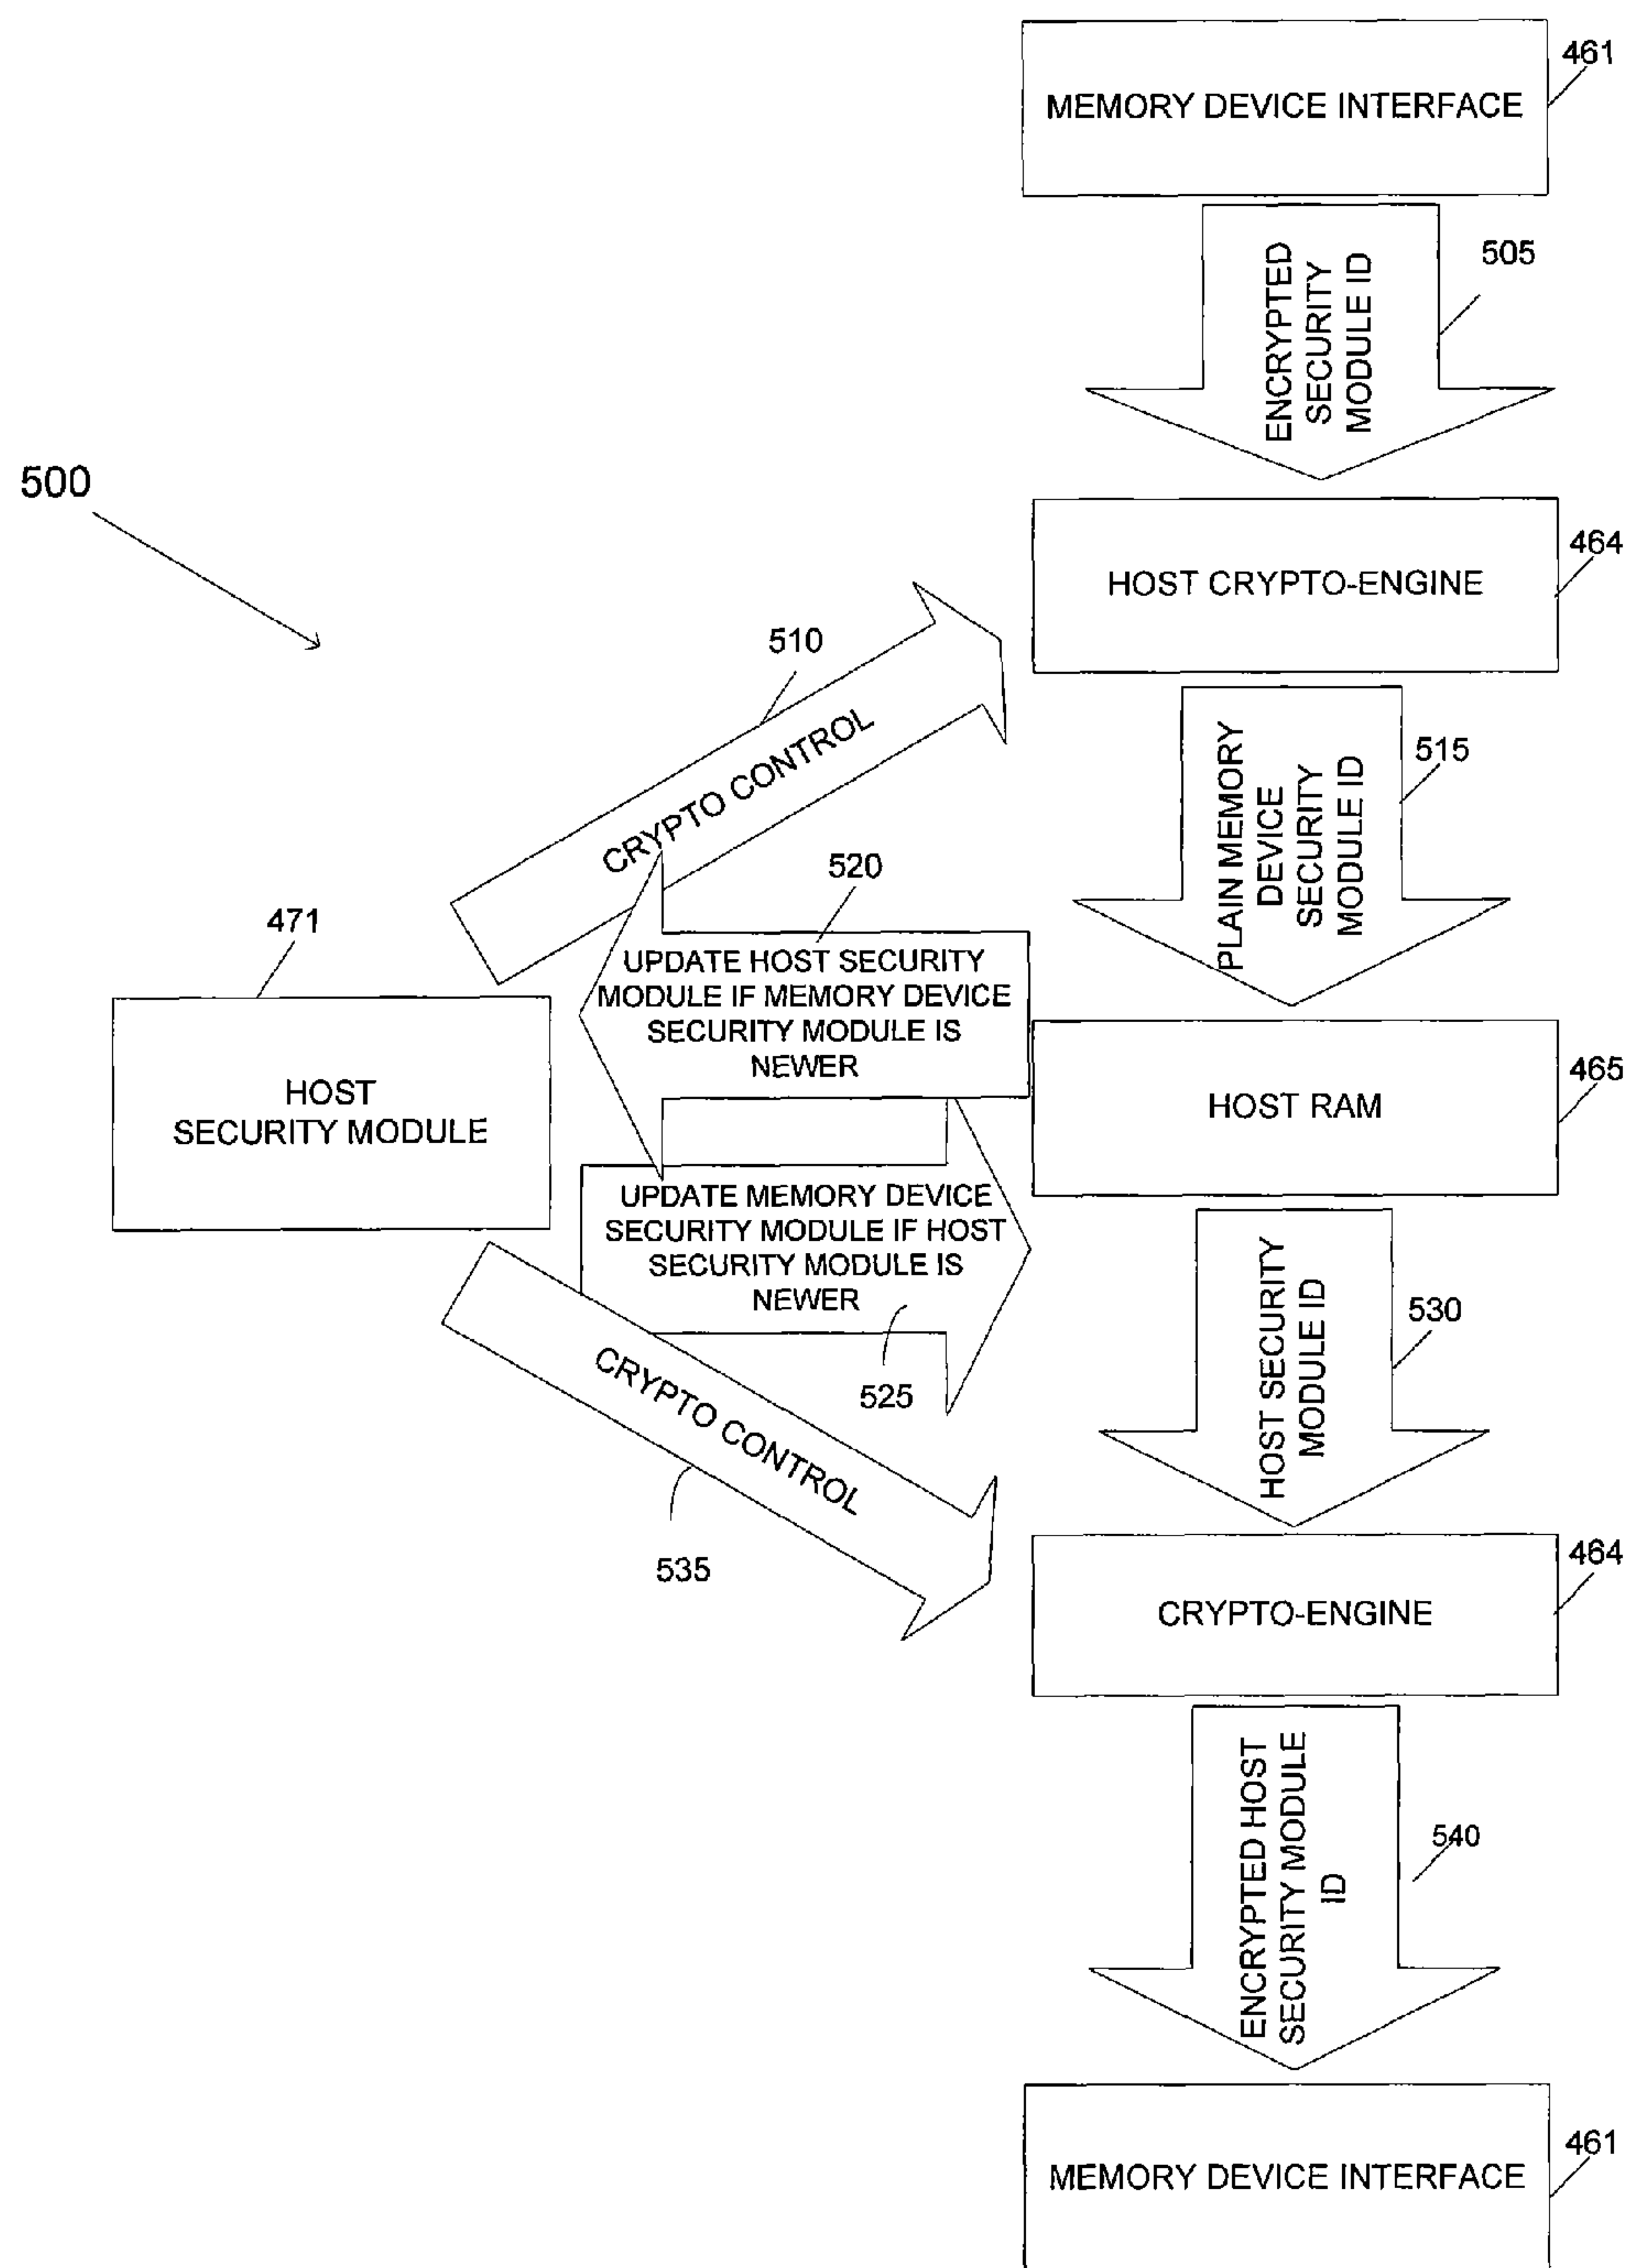 461
MEMORY DEVICE INTERFACE
505
ENCRYPTED
SECURITY
MODULE ID
500
464
HOST CRYPTO-ENGINE
510
CRYPTO CONTROL
515
PLAIN MEMORY
DEVICE
SECURITY
MODULE ID
520
471
UPDATE HOST SECURITY
MODULE IF MEMORY DEVICE
SECURITY MODULE IS
NEWER
HOST
SECURITY MODULE
465
HOST RAM
UPDATE MEMORY DEVICE
SECURITY MODULE IF HOST
SECURITY MODULE IS
NEWER
525
HOST SECURITY
MODULE ID
530
CRYPTO CONTROL
535
464
CRYPTO-ENGINE
ENCRYPTED HOST
SECURITY MODULE
ID
540
461
MEMORY DEVICE INTERFACE